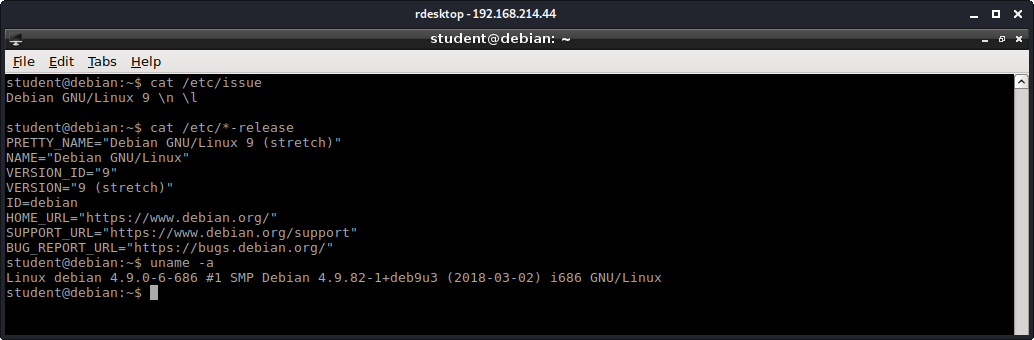 rdesktop - 192.168.214.44
student@debian: ~
File Edit Tabs Help
student@debian:~$ cat /etc/issue
Debian GNU/Linux 9 \n \l
student@debian:~$ cat /etc/*-release
PRETTY_NAME="Debian GNU/Linux 9 (stretch)"
NAME="Debian GNU/Linux"
VERSION_ID="9"
VERSION="9 (stretch)"
ID=debian
HOME_URL="https://www.debian.org/"
SUPPORT_URL="https://www.debian.org/support"
BUG_REPORT_URL="https://bugs.debian.org/"
student@debian:~$ uname -a
Linux debian 4.9.0-6-686 #1 SMP Debian 4.9.82-1+deb9u3 (2018-03-02) i686 GNU/Linux
student@debian:~$